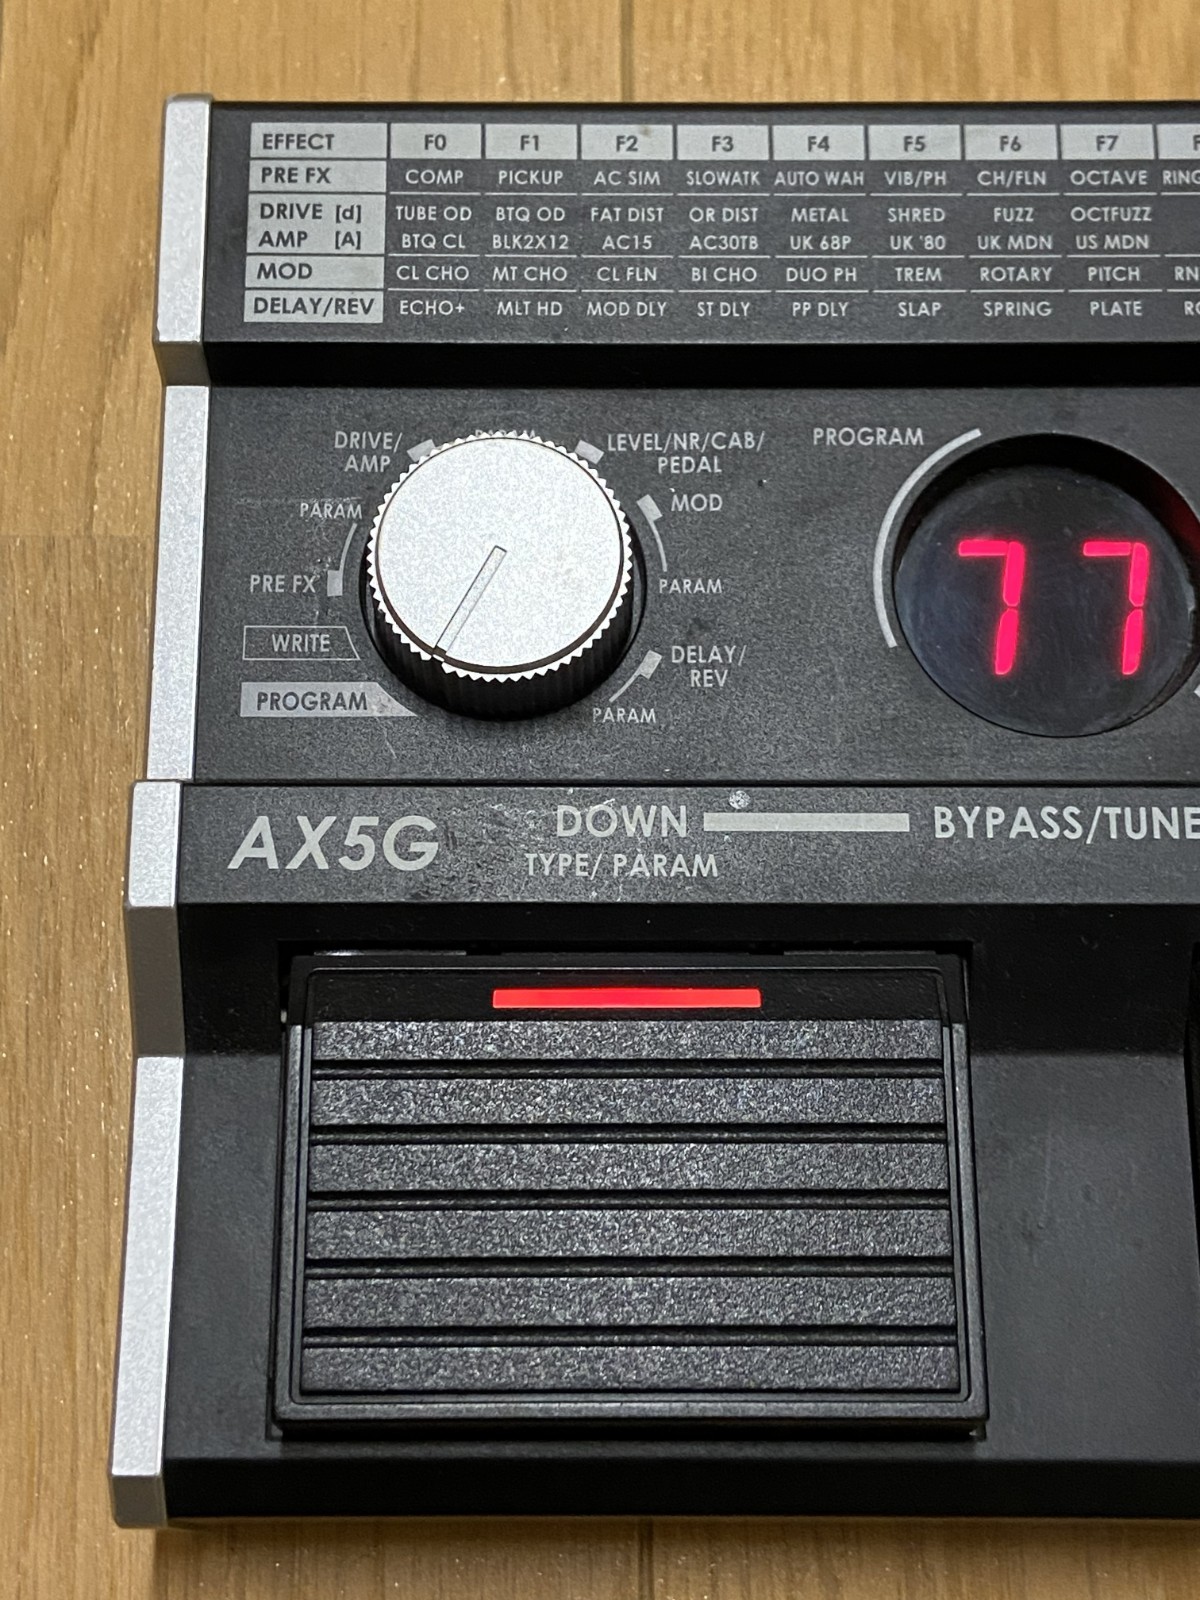 EFFECT F0 F1 F2 F3 F4 F5 F6 F7
PRE FX COMP PICKUP AC SIM SLOWATK AUTO WAH VIB/PH CH/FLN OCTAVE RING
DRIVE [d] TUBE OD BTQ OD FAT DIST OR DIST METAL SHRED FUZZ OCTFUZZ
AMP [A] BTQ CL BLK2X12 AC15 AC30TB UK 68P UK '80 UK MDN US MDN
MOD CL CHO MT CHO CL FLN BI CHO DUO PH TREM ROTARY PITCH RN
DELAY/REV ECHO+ MLT HD MOD DLY ST DLY PP DLY SLAP SPRING PLATE
DRIVE/
AMP
LEVEL/NR/CAB/
PEDAL
PROGRAM
PARAM
MOD
PRE FX
PARAM
77
WRITE
DELAY/
REV
PROGRAM
PARAM
AX5G
DOWN
BYPASS/TUNE
TYPE/PARAM